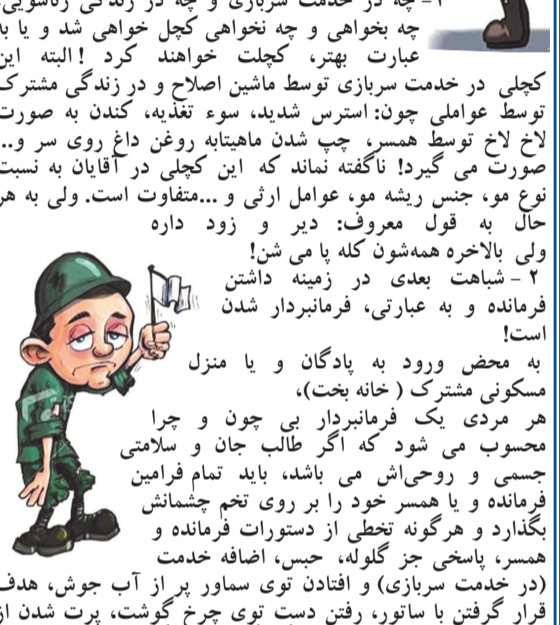 ۱- چه در خدمت سربازی و چه در زندگی زناشویی،
چه بخواهی و چه نخواهی کچل خواهی شد و یا به
عبارت بهتر، کچلت خواهند کرد ! البته این
کچلی در خدمت سربازی توسط ماشین اصلاح و در زندگی مشترک
توسط عواملی چون: استرس شدید، سوء تغذیه، کندن به صورت
لاخ لاخ توسط همسر، چپ شدن ماهیتابه روغن داغ روی سر و...
صورت می گیرد! ناگفته نماند که این کچلی در آقایان به نسبت
نوع مو، جنس ریشه مو، عوامل ارثی و ...متفاوت است. ولی به هر
حال به قول معروف: دیر و زود داره
ولی بالاخره همه‌شون کله پا می شن!
۲ - شباهت بعدی در زمینه داشتن
فرمانده و به عبارتی، فرمانبردار شدن
است!
به محض ورود به پادگان و یا منزل
مسکونی مشترک ( خانه بخت)،
هر مردی یک فرمانبردار بی چون و چرا
محسوب می شود که اگر طالب جان و سلامتی
جسمی و روحی‌اش می باشد، باید تمام فرامین
فرمانده و یا همسر خود را بر روی تخم چشمانش
بگذارد و هرگونه تخطی از دستورات فرمانده و
همسر، پاسخی جز گلوله، حبس، اضافه خدمت
(در خدمت سربازی) و افتادن توی سماور پر از آب جوش، هدف
قرار گرفتن با ساتور، رفتن دست توی چرخ گوشت، پرت شدن از